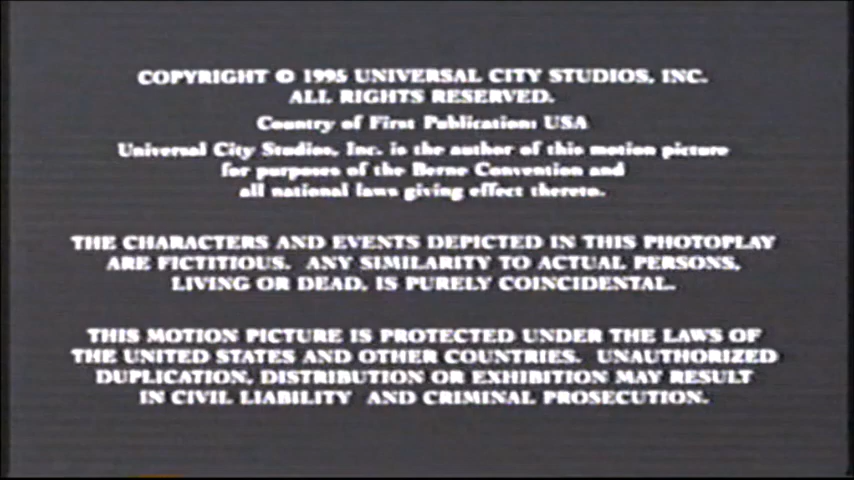 COPYRIGHT © 1995 UNIVERSAL CITY STUDIOS, INC.
ALL RIGHTS RESERVED.
Country of First Publication: USA
Universal City Studios, Inc. is the author of this motion picture
for purposes of the Berne Convention and
all national laws giving effect thereto.
THE CHARACTERS AND EVENTS DEPICTED IN THIS PHOTOPLAY
ARE FICTITIOUS. ANY SIMILARITY TO ACTUAL PERSONS,
LIVING OR DEAD, IS PURELY COINCIDENTAL.
THIS MOTION PICTURE IS PROTECTED UNDER THE LAWS OF
THE UNITED STATES AND OTHER COUNTRIES. UNAUTHORIZED
DUPLICATION, DISTRIBUTION OR EXHIBITION MAY RESULT
IN CIVIL LIABILITY AND CRIMINAL PROSECUTION.